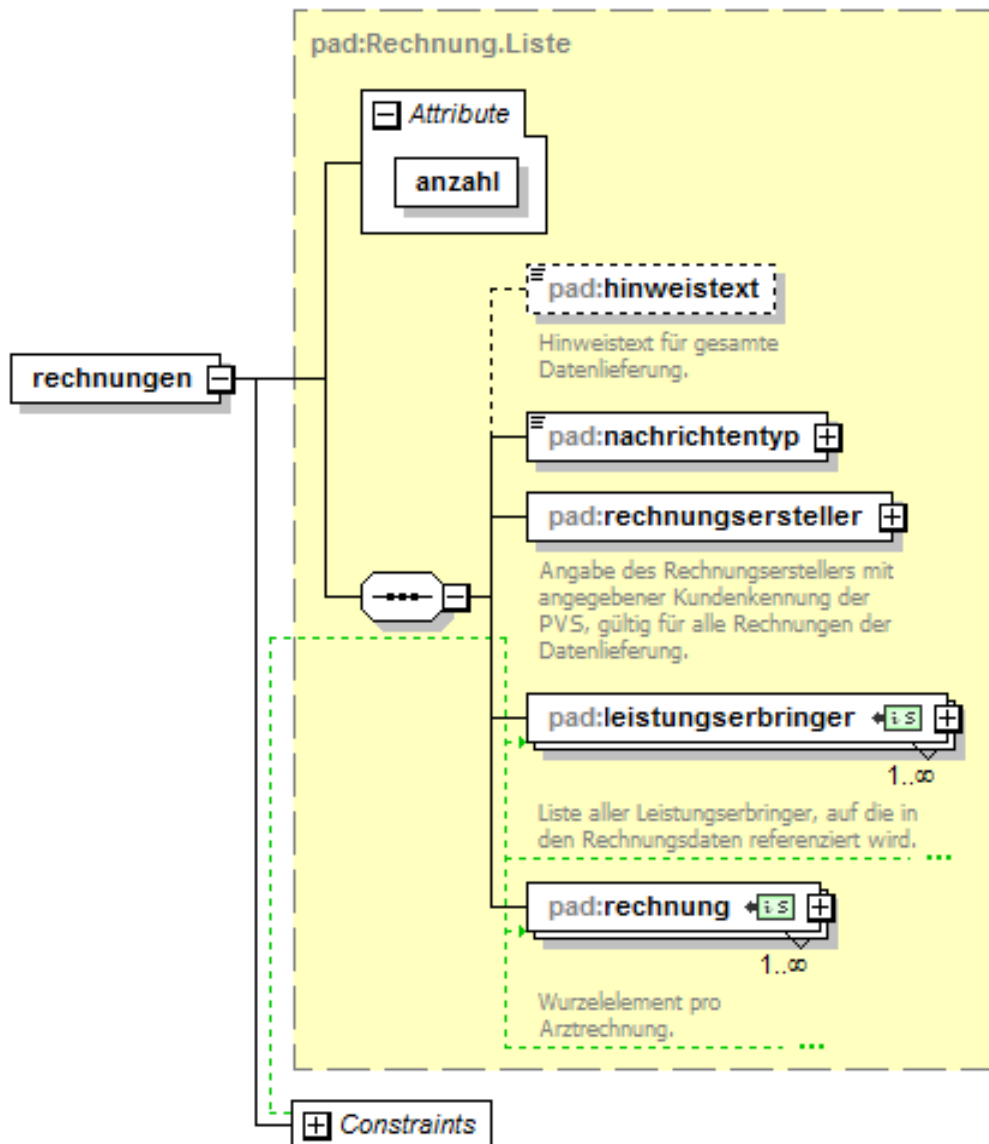 pad:Rechnung.Liste
Attribute
anzahl
pad:hinweistext
Hinweistext für gesamte
Datenlieferung.
rechnungen
pad:nachrichtentyp
pad:rechnungsersteller
Angabe des Rechnungserstellers mit
angegebener Kundenkennung der
PVS, gültig für alle Rechnungen der
Datenlieferung.
pad:leistungserbringer
is
1..∞
Liste aller Leistungserbringer, auf die in
den Rechnungsdaten referenziert wird.
...
pad:rechnung
is
1..∞
Wurzelelement pro
Arztrechnung.
...
Constraints